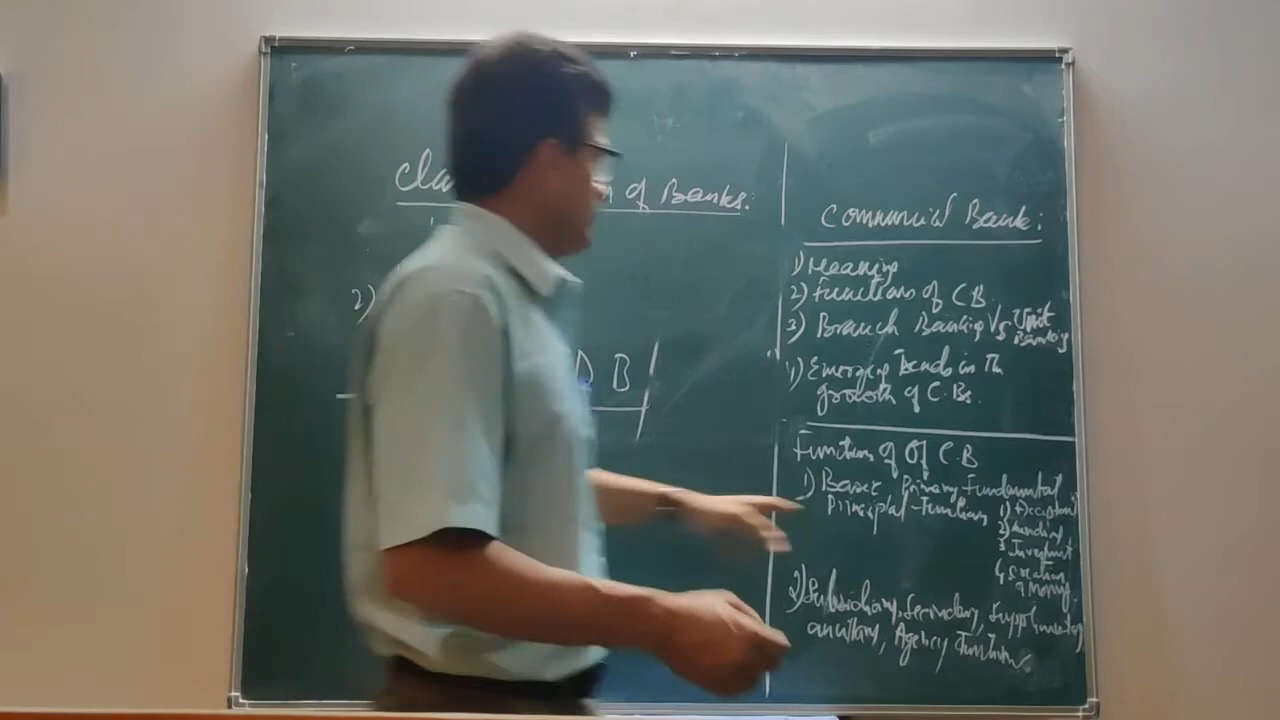 Cla n of Banks:
2)
D B
Commercial Bank:
1) Meaning
2) Functions of C B.
3) Branch Banking Vs Unit Banking
4) Emerging Trends in The
growth of C.Bs.
Functions of Of C.B
1) Basic Primary Fundamental
Principal Functions
1)
2) Lending
3 Investment
4 Creation
of Money.
2) Subsidiary, Secondary, Supplementary
ancillary, Agency Functions